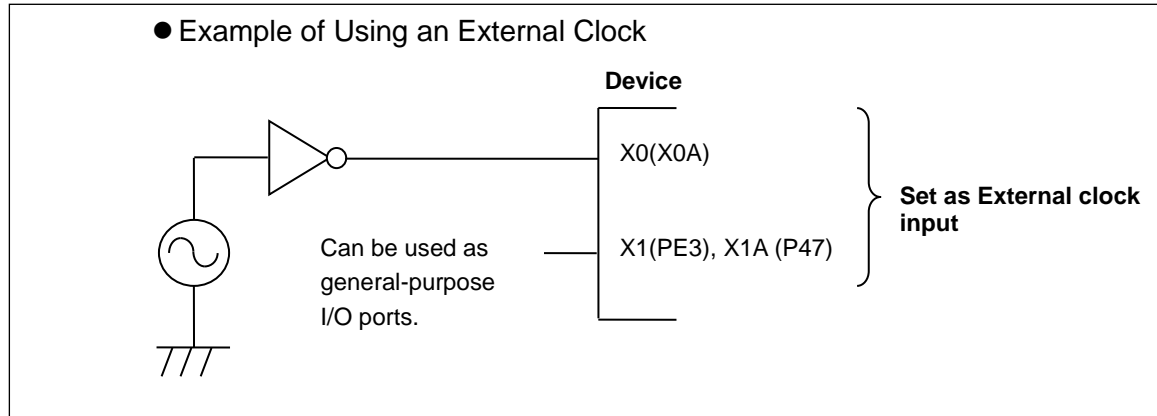 ● Example of Using an External Clock
Device
X0(X0A)
Set as External clock
input
Can be used as
general-purpose
I/O ports.
X1(PE3), X1A (P47)